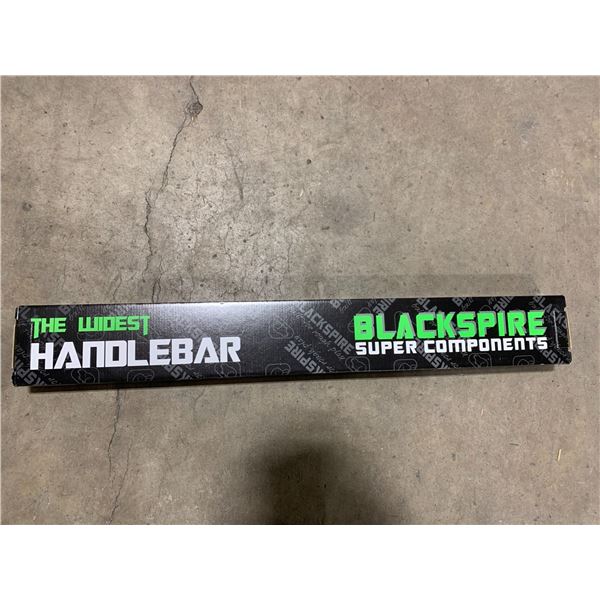 THE WIDEST
HANDLEBAR
BLACKSPIRE
SUPER COMPONENTS